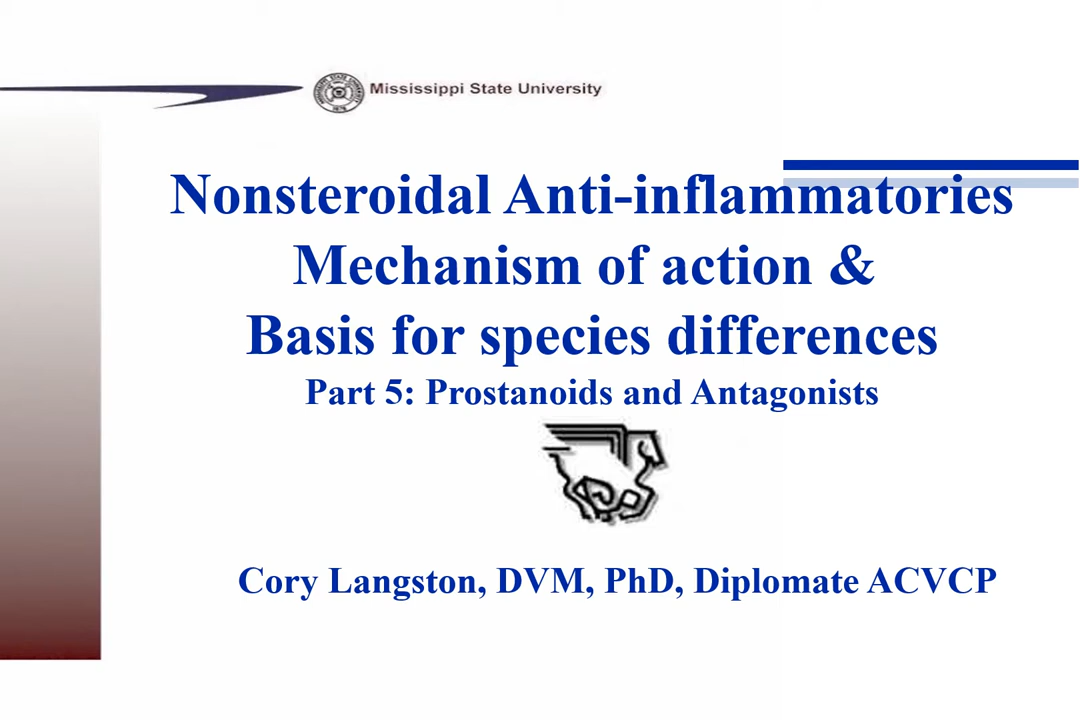 Mississippi State University
Nonsteroidal Anti-inflammatories
Mechanism of action &
Basis for species differences
Part 5: Prostanoids and Antagonists
Cory Langston, DVM, PhD, Diplomate ACVCP